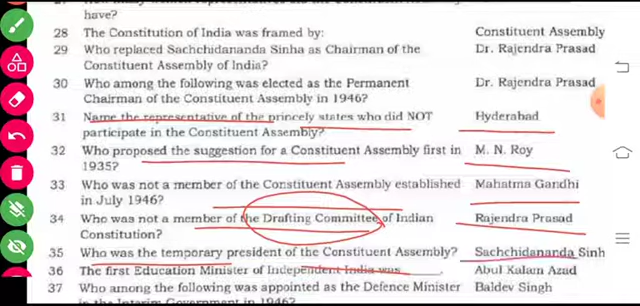 have?
28 The Constitution of India was framed by: Constituent Assembly
29 Who replaced Sachchidananda Sinha as Chairman of the Dr. Rajendra Prasad
Constituent Assembly of India?
30 Who among the following was elected as the Permanent Dr. Rajendra Prasad
Chairman of the Constituent Assembly in 1946?
31 Name the representative of the princely states who did NOT Hyderabad
participate in the Constituent Assembly?
32 Who proposed the suggestion for a Constituent Assembly first in M. N. Roy
1935?
33 Who was not a member of the Constituent Assembly established Mahatma Gandhi
in July 1946?
34 Who was not a member of the Drafting Committee of Indian Rajendra Prasad
Constitution?
35 Who was the temporary president of the Constituent Assembly? Sachchidananda Sinh
36 The first Education Minister of Independent India was Abul Kalam Azad
37 Who among the following was appointed as the Defence Minister Baldev Singh
in the Interim Government in 1946?